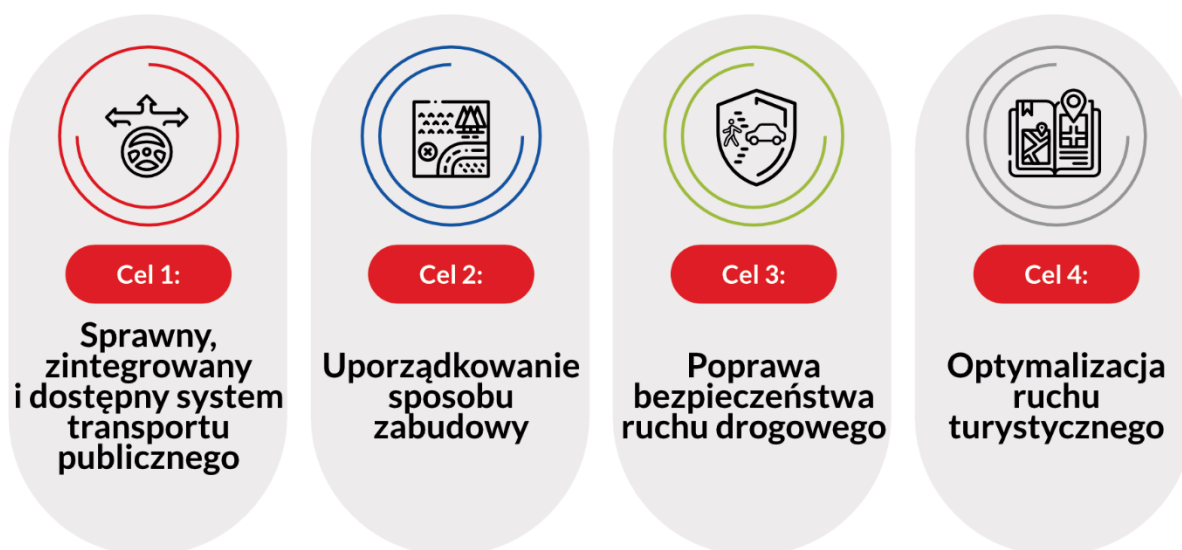 Cel 1:
Sprawny,
zintegrowany
i dostępny system
transportu
publicznego
Cel 2:
Uporządkowanie
sposobu
zabudowy
Cel 3:
Poprawa
bezpieczeństwa
ruchu drogowego
Cel 4:
Optymalizacja
ruchu
turystycznego